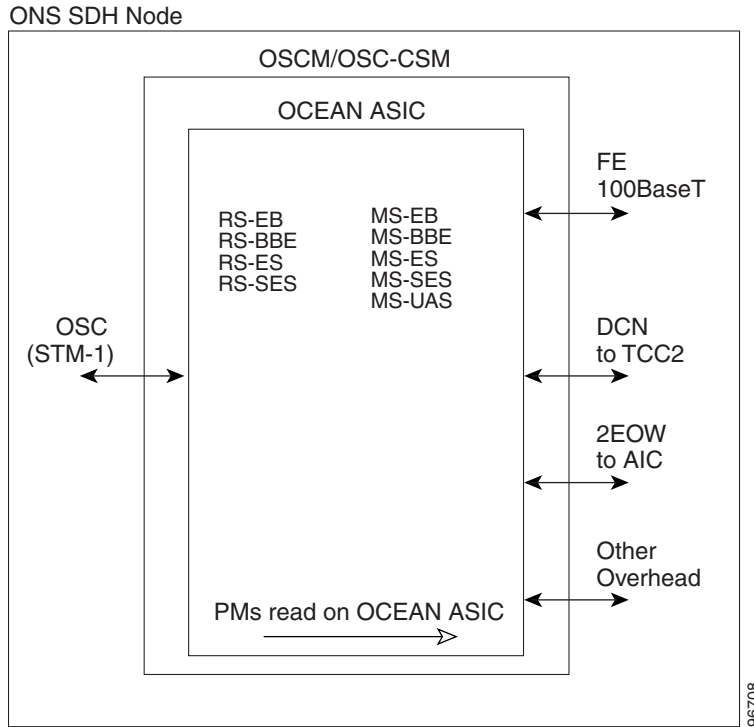 ONS SDH Node
OSCM/OSC-CSM
OCEAN ASIC
FE
100BaseT
RS-EB
RS-BBE
RS-ES
RS-SES
MS-EB
MS-BBE
MS-ES
MS-SES
MS-UAS
OSC
(STM-1)
DCN
to TCC2
2EOW
to AIC
Other
Overhead
PMs read on OCEAN ASIC
96708